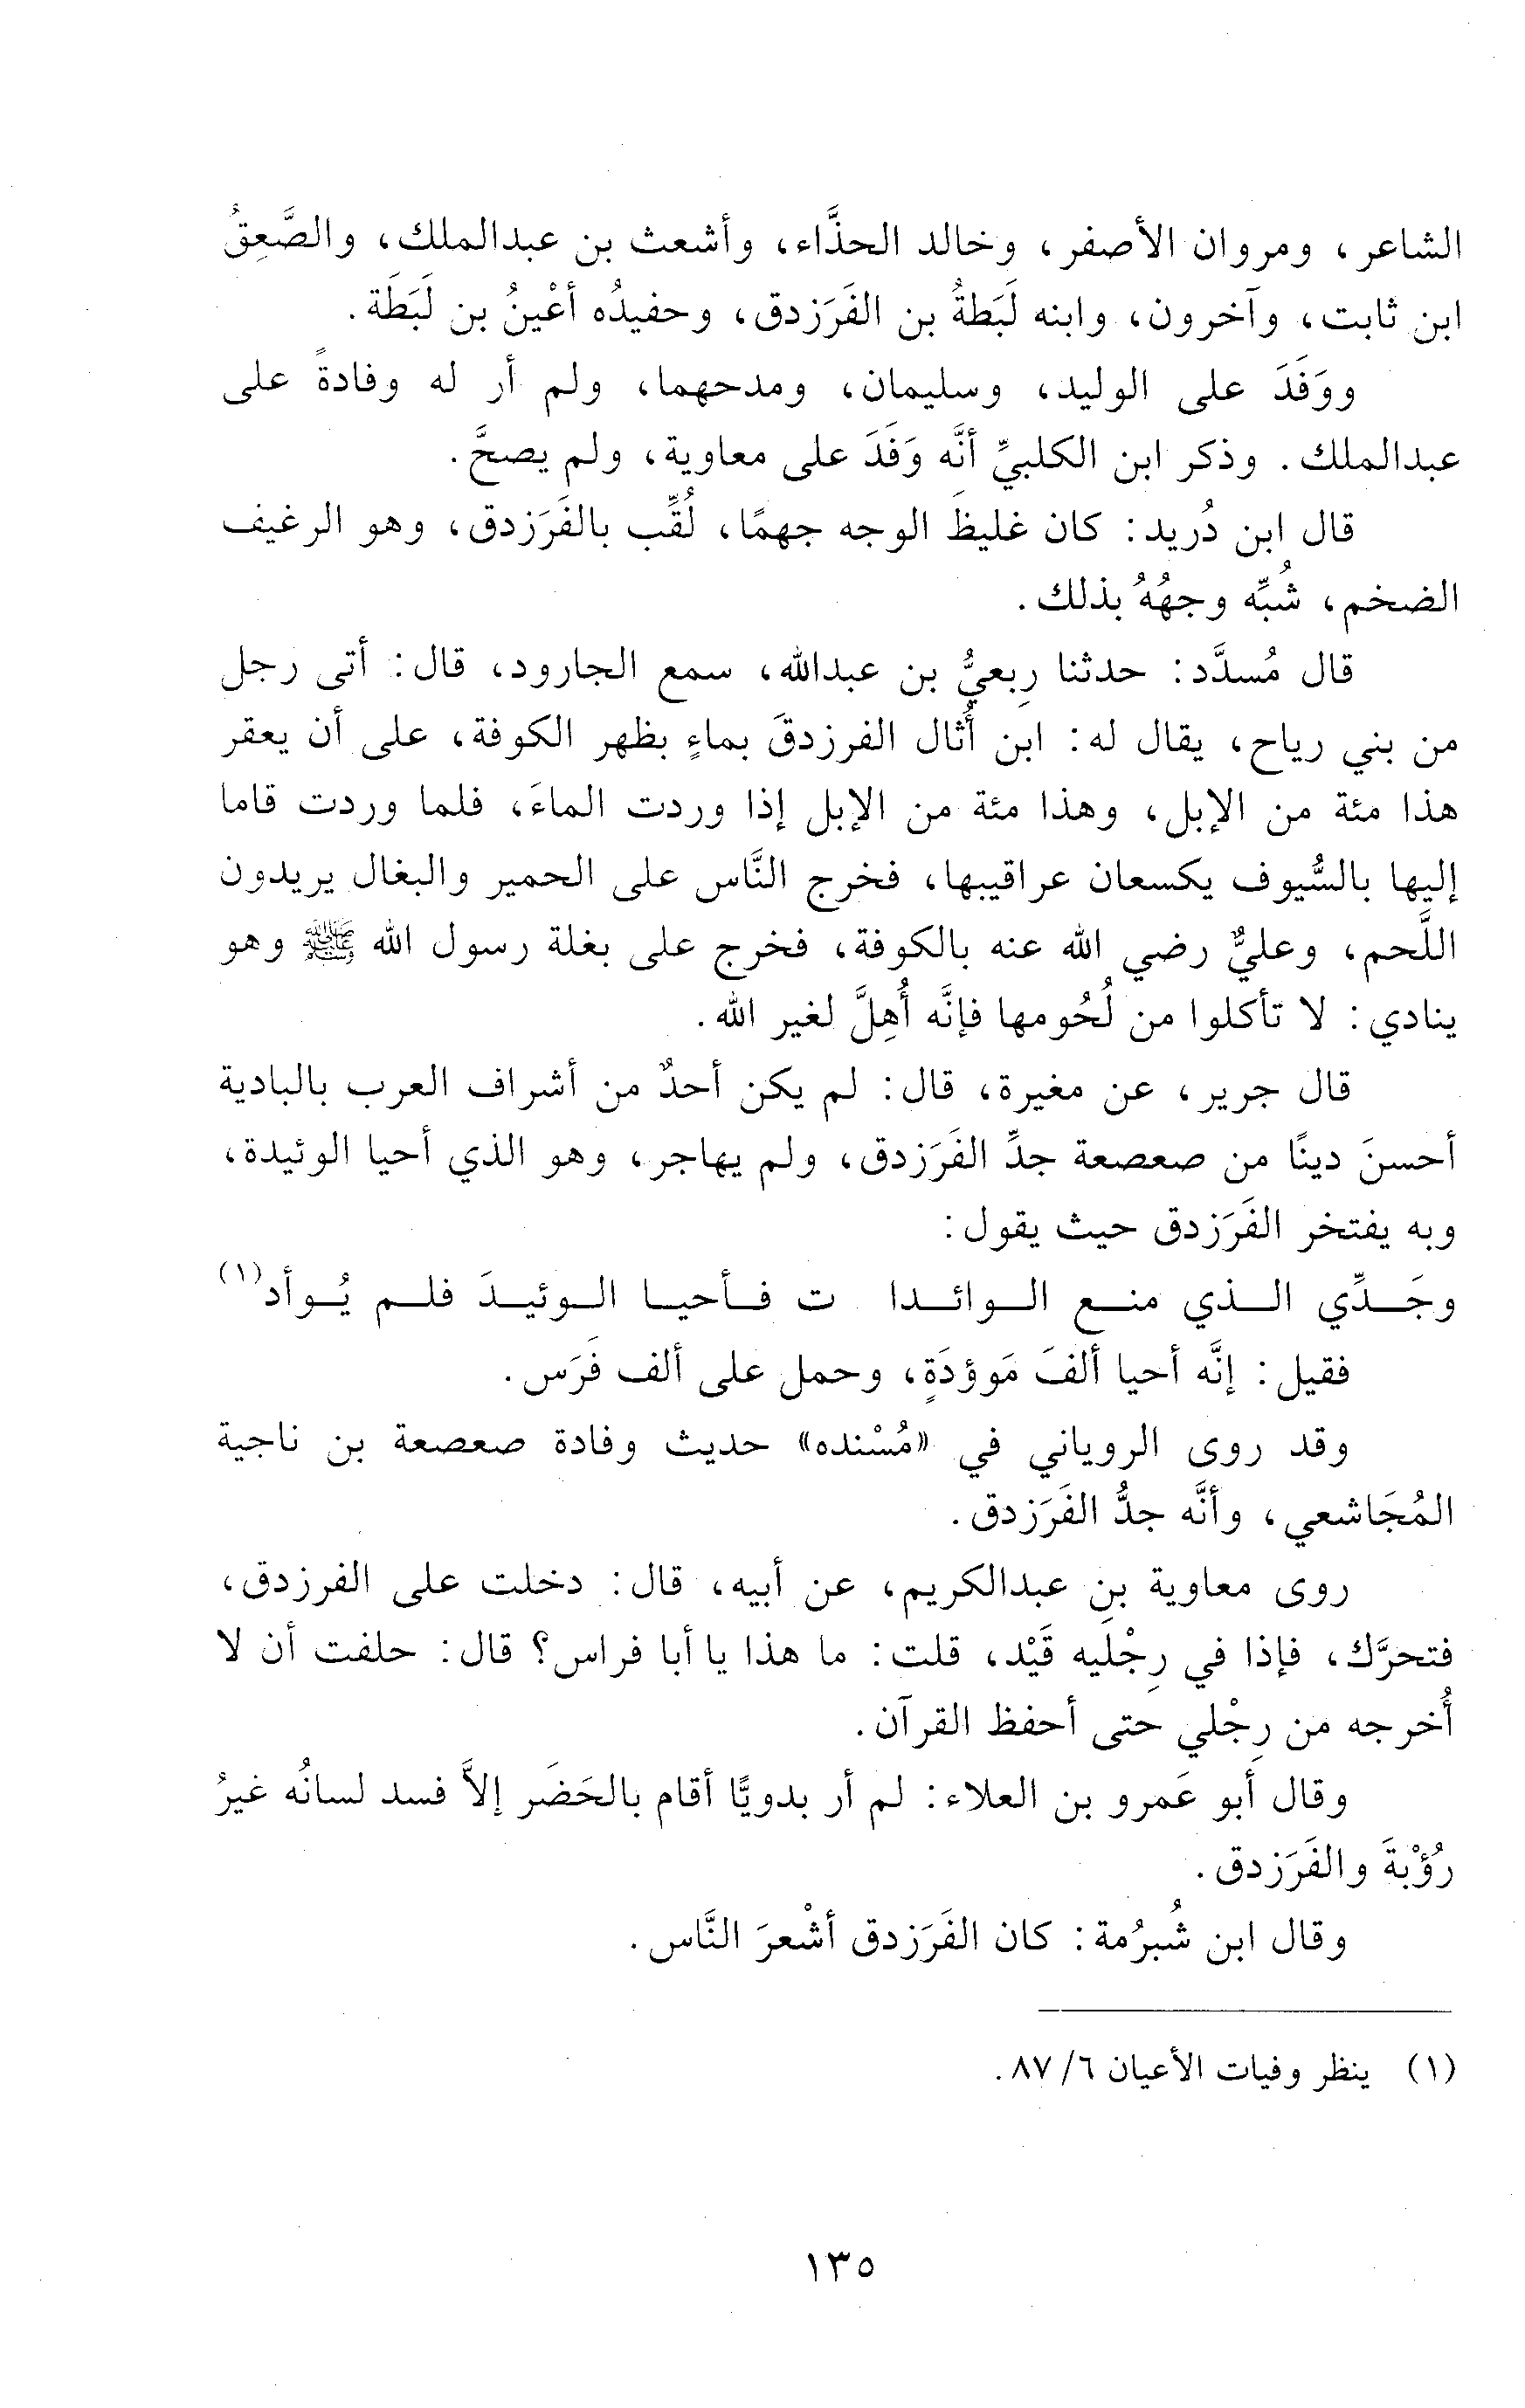 الشاعر، ومروان الأصفر، وخالد الحذَّاء، وأشعث بن عبدالملك، والصَّعِقُ
ابن ثابت، وآخرون، وابنه لَبَطةُ بن الفَرَزدق، وحفيدُه أعْينُ بن لَبَطَة.
ووَفَدَ على الوليد، وسليمان، ومدحهما، ولم أر له وفادةً على
عبدالملك. وذكر ابن الكلبيِّ أنَّه وَفَدَ على معاوية، ولم يصحَّ.
قال ابن دُريد: كان غليظَ الوجه جهمًا، لُقِّب بالفَرَزدق، وهو الرغيف
الضخم، شُبِّه وجهُهُ بذلك.
قال مُسدَّد: حدثنا رِبعيُّ بن عبدالله، سمع الجارود، قال: أتى رجل
من بني رياح، يقال له: ابن أُثال الفرزدقَ بماءٍ بظهر الكوفة، على أن يعقر
هذا مئة من الإبل، وهذا مئة من الإبل إذا وردت الماءَ، فلما وردت قاما
إليها بالسُّيوف يكسعان عراقيبها، فخرج النَّاس على الحمير والبغال يريدون
اللَّحم، وعليٌّ رضي الله عنه بالكوفة، فخرج على بغلة رسول الله ﷺ وهو
ينادي: لا تأكلوا من لُحُومها فإنَّه أُهِلَّ لغير الله.
قال جرير، عن مغيرة، قال: لم يكن أحدٌ من أشراف العرب بالبادية
أحسنَ دينًا من صعصعة جدِّ الفَرَزدق، ولم يهاجر، وهو الذي أحيا الوئيدة،
وبه يفتخر الفَرَزدق حيث يقول:
وجَدِّي الذي منع الوائدا ت فأحيا الوئيدَ فلم يُوأد(١)
فقيل: إنَّه أحيا ألفَ مَوؤدَةٍ، وحمل على ألف فَرَس.
وقد روى الروياني في «مُسْنده» حديث وفادة صعصعة بن ناجية
المُجَاشعي، وأنَّه جدُّ الفَرَزدق.
روى معاوية بن عبدالكريم، عن أبيه، قال: دخلت على الفرزدق،
فتحرَّك، فإذا في رِجْلَيه قَيْد، قلت: ما هذا يا أبا فراس؟ قال: حلفت أن لا
أُخرجه من رِجْلي حتى أحفظ القرآن.
وقال أبو عَمرو بن العلاء: لم أر بدويًّا أقام بالحَضَر إلاَّ فسد لسانُه غيرُ
رُؤْبةَ والفَرَزدق.
وقال ابن شُبرُمة: كان الفَرَزدق أشْعرَ النَّاس.
(١) ينظر وفيات الأعيان ٦/ ٨٧.
١٣٥